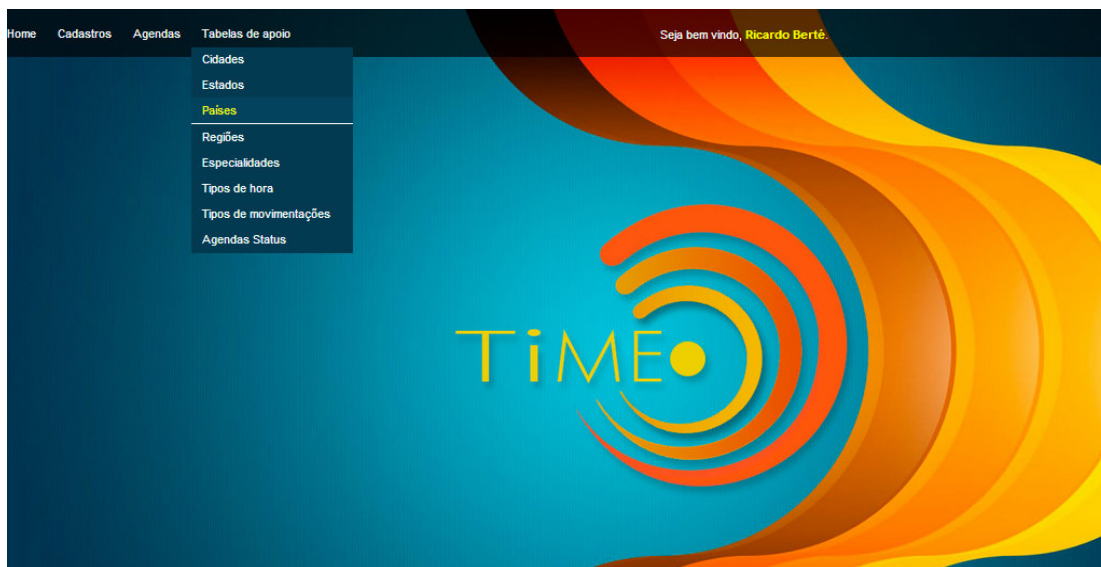 Home Cadastros Agendas Tabelas de apoio Seja bem vindo, Ricardo Berté.
Cidades
Estados
Países
Regiões
Especialidades
Tipos de hora
Tipos de movimentações
Agendas Status
TiME